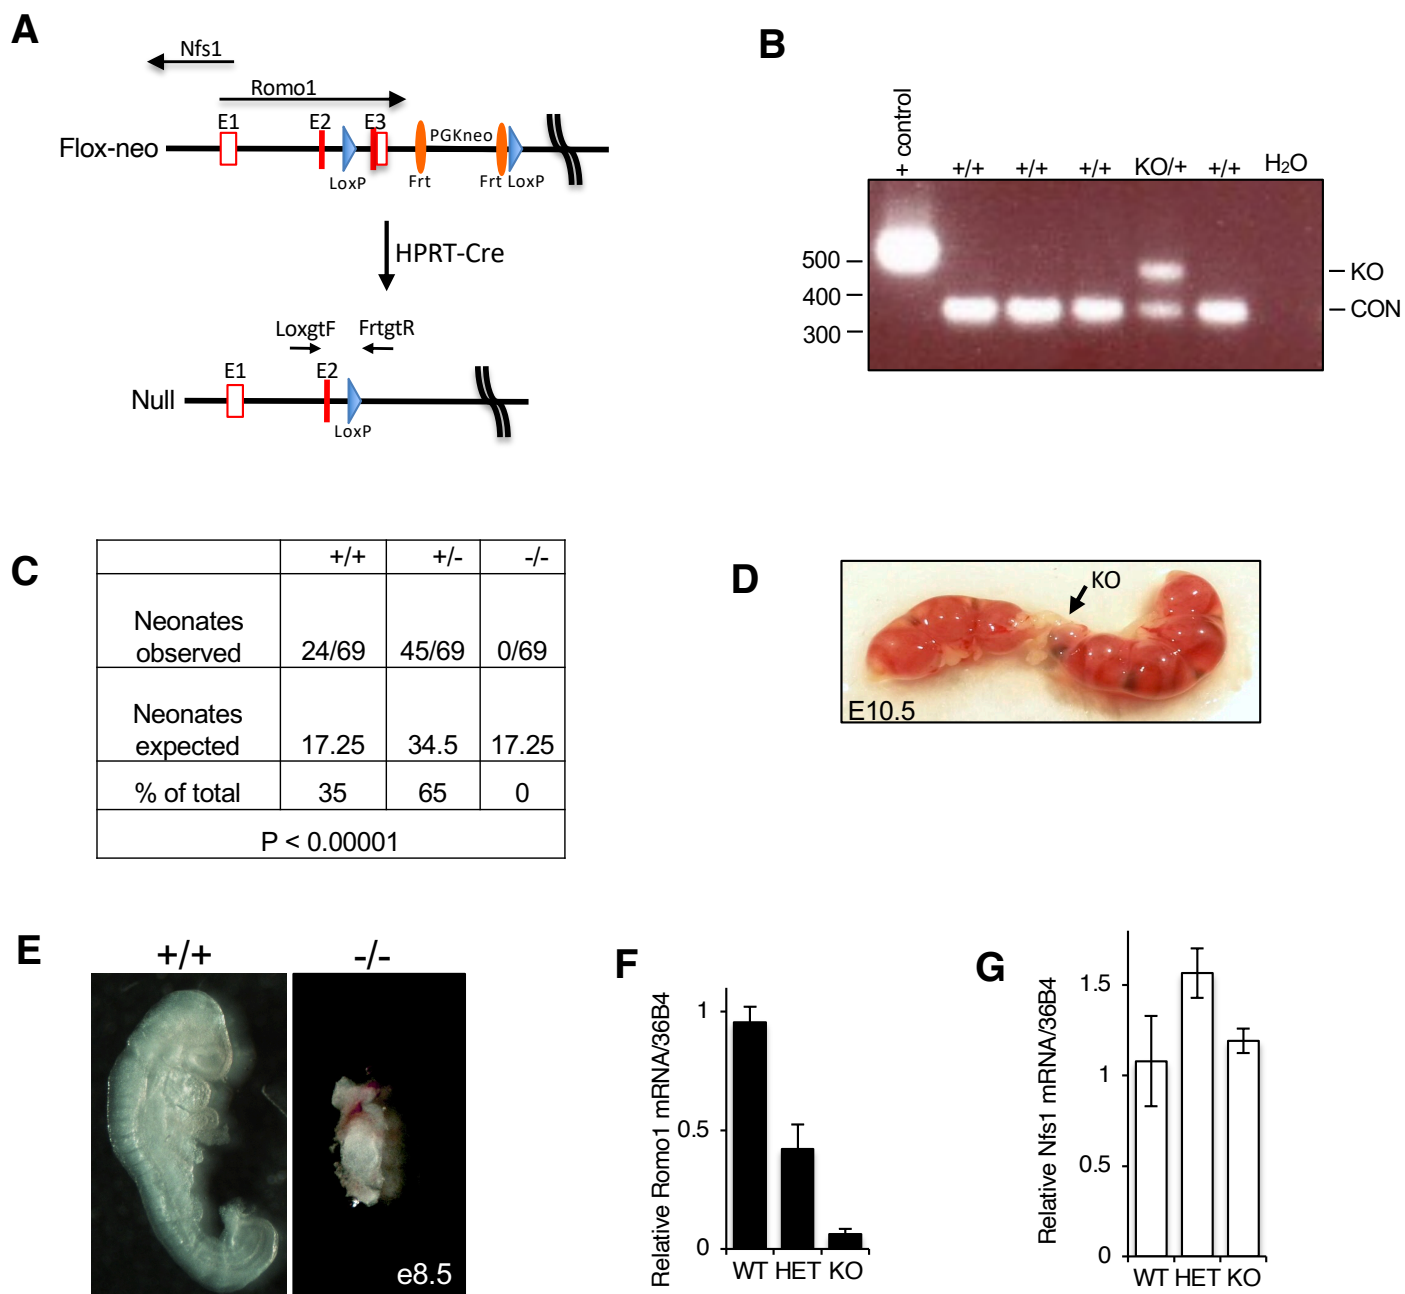 A
Nfs1
Romo1
E1 E2 E3 PGKneo
Flox-neo
LoxP Frt Frt LoxP
HPRT-Cre
LoxgtF FrtgtR
E1 E2
Null
LoxP
B
+ control +/+ +/+ +/+ KO/+ +/+ H₂O
500
400
300
KO
CON
C
+/+ +/- -/-
Neonates
observed 24/69 45/69 0/69
Neonates
expected 17.25 34.5 17.25
% of total 35 65 0
P < 0.00001
D
KO
E10.5
E
+/+ -/-
e8.5
F
Relative Romo1 mRNA/36B4
1
0.5
0
WT HET KO
G
Relative Nfs1 mRNA/36B4
1.5
1
0.5
0
WT HET KO